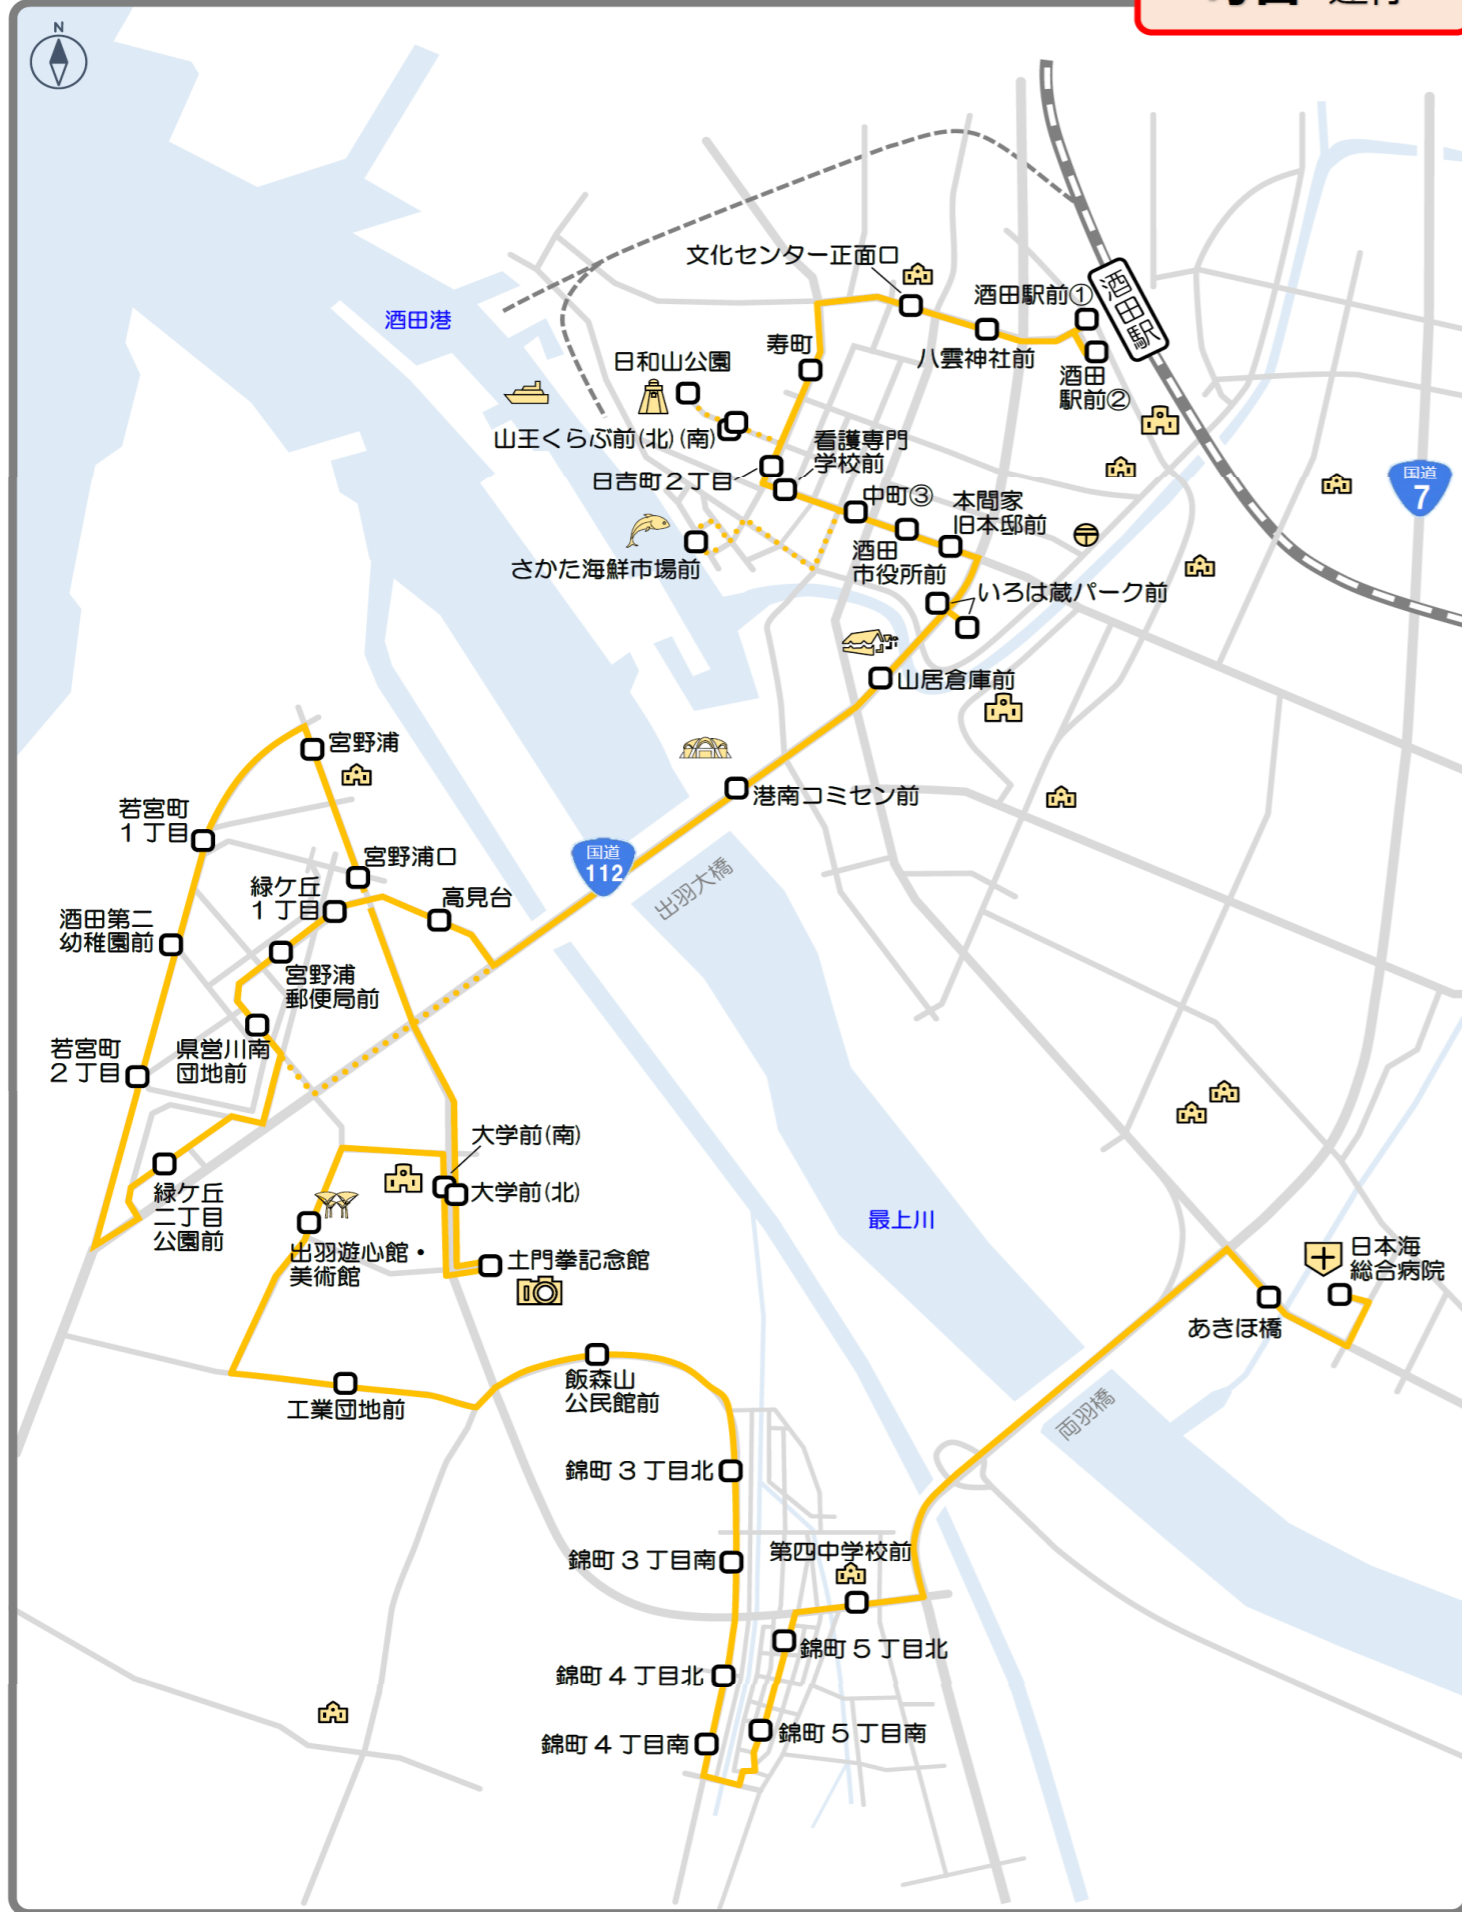 N
酒田港
文化センター正面口
酒田駅前①
酒田駅
八雲神社前
酒田
駅前②
寿町
日和山公園
山王くらぶ前(北)(南)
看護専門
学校前
日吉町２丁目
中町③
本間家
旧本邸前
国道
7
さかた海鮮市場前
酒田
市役所前
いろは蔵パーク前
山居倉庫前
宮野浦
港南コミセン前
若宮町
１丁目
宮野浦口
国道
112
出羽大橋
緑ケ丘
１丁目
高見台
酒田第二
幼稚園前
宮野浦
郵便局前
若宮町
２丁目
県営川南
団地前
大学前(南)
大学前(北)
緑ケ丘
二丁目
公園前
最上川
出羽遊心館・
美術館
土門拳記念館
日本海
総合病院
あきほ橋
両羽橋
工業団地前
飯森山
公民館前
錦町３丁目北
錦町３丁目南
第四中学校前
錦町５丁目北
錦町４丁目北
錦町５丁目南
錦町４丁目南